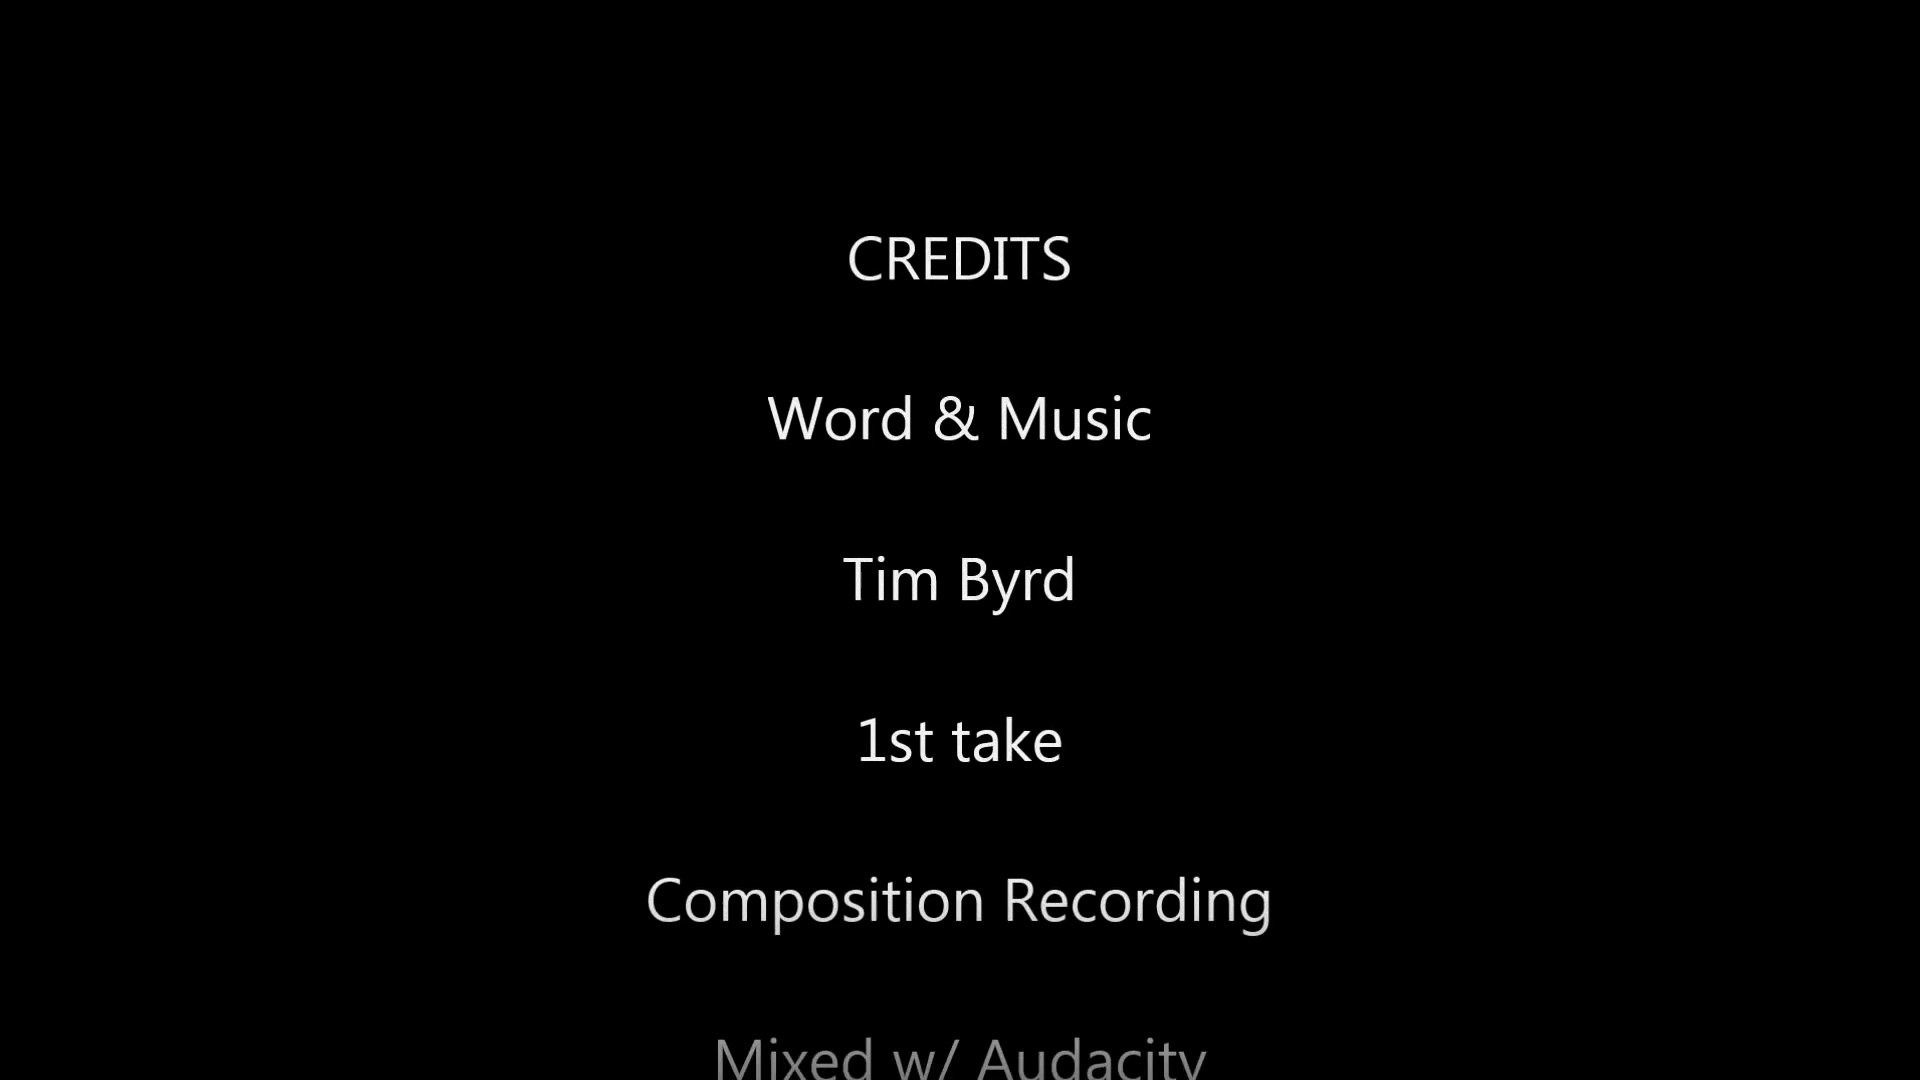 CREDITS
Word & Music
Tim Byrd
1st take
Composition Recording
Mixed w/ Audacity